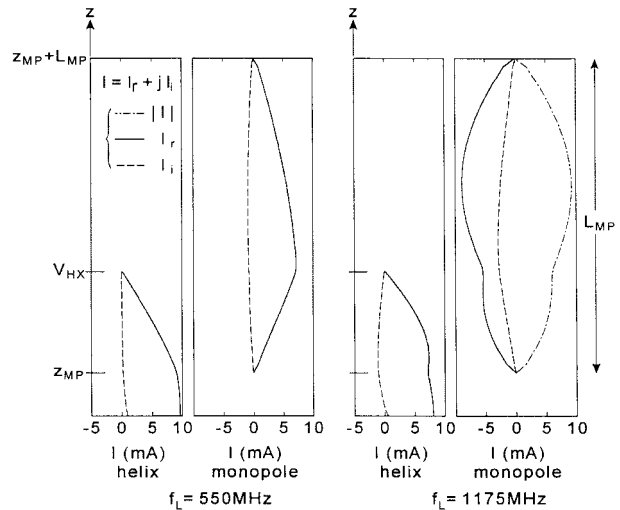 z z
z_MP+L_MP
I = I_r + j I_i
|I|
I_r
I_i
L_MP
V_HX
z_MP
-5 0 5 10 0 5 10 -5 0 5 10 -5 0 5 10
I (mA) I (mA) I (mA) I (mA)
helix monopole helix monopole
f_L = 550MHz f_L = 1175MHz